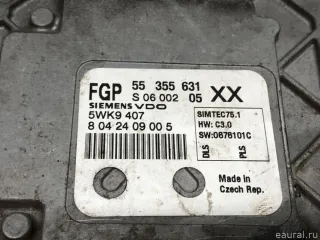 FGP 55 355 631 XX
S 06 002 05
SIEMENS VDO
5WK9 407
8 04 24 09 00 5
SIMTEC75.1
HW: C3.0
SW:0676101C
DLS PLS
Made in
Czech Rep.
© eaural.ru